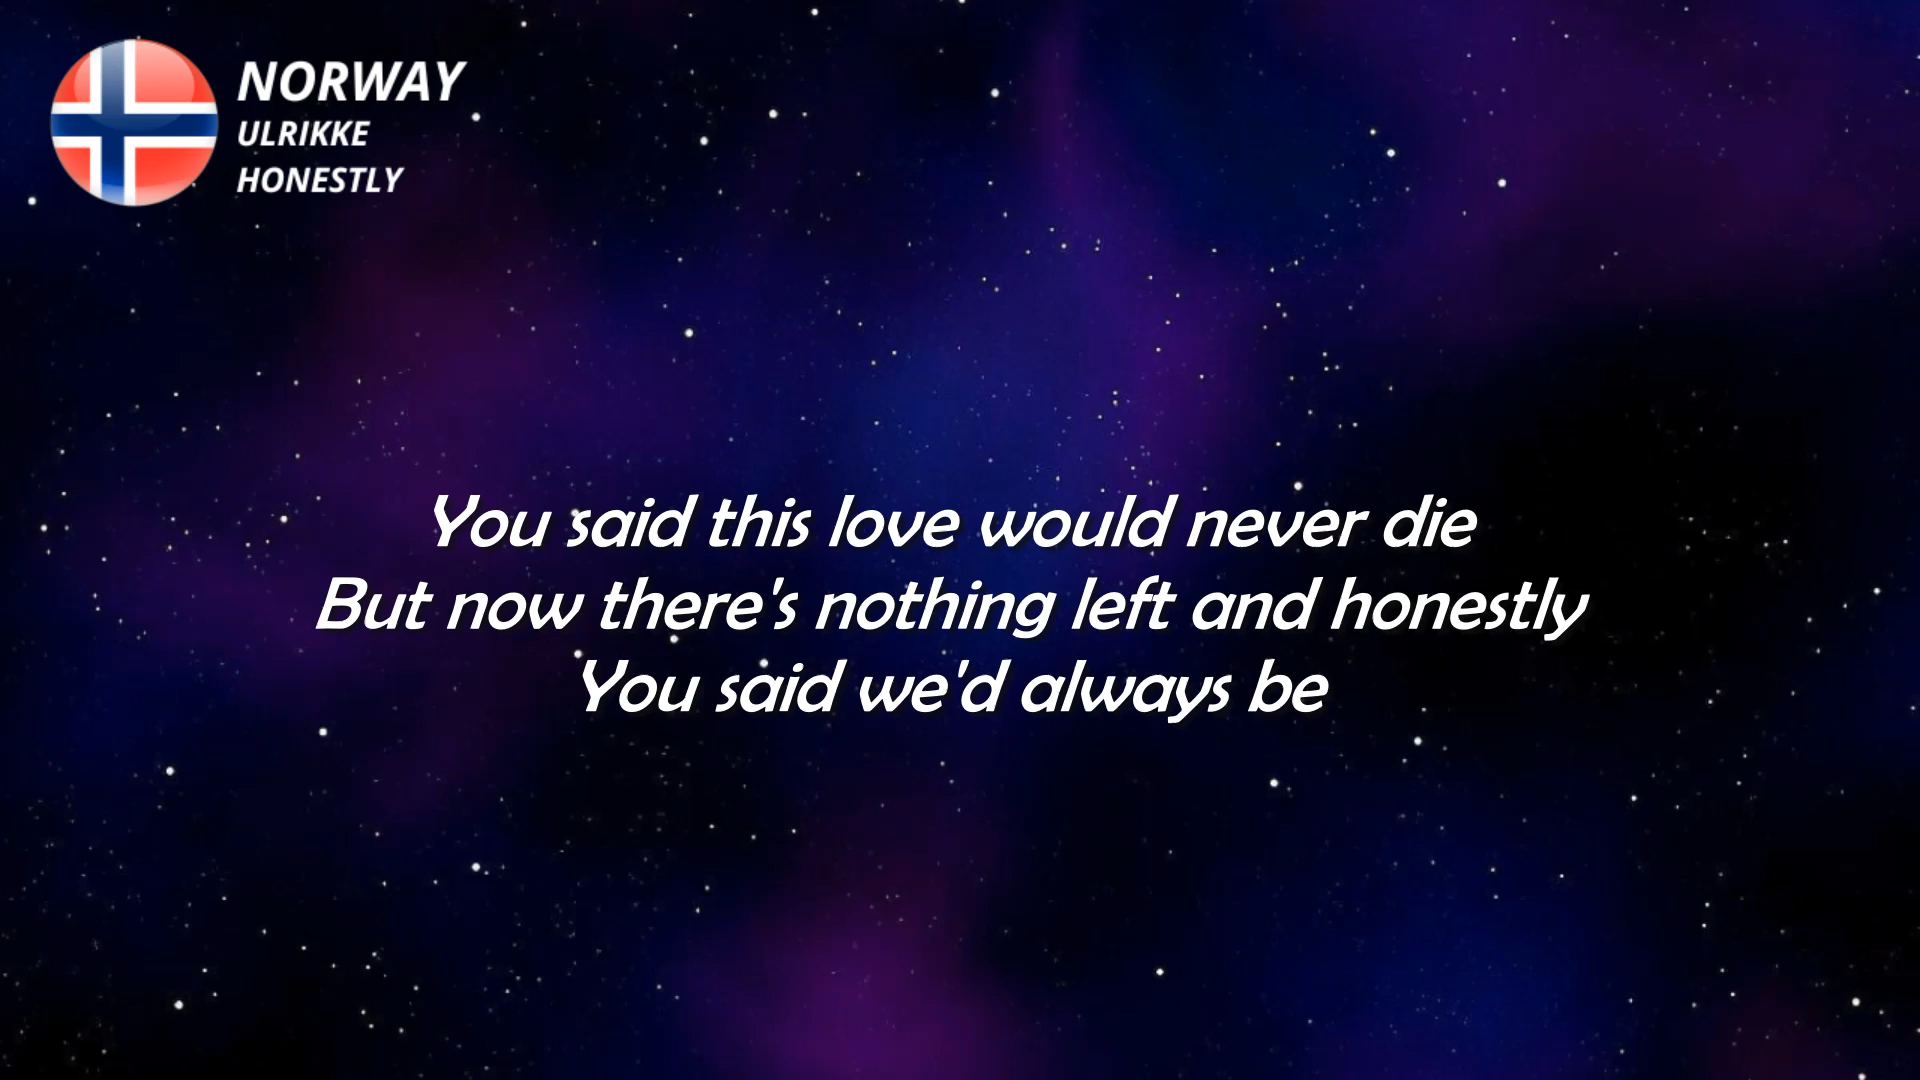 NORWAY
ULRIKKE
HONESTLY
You said this love would never die
But now there's nothing left and honestly
You said we'd always be